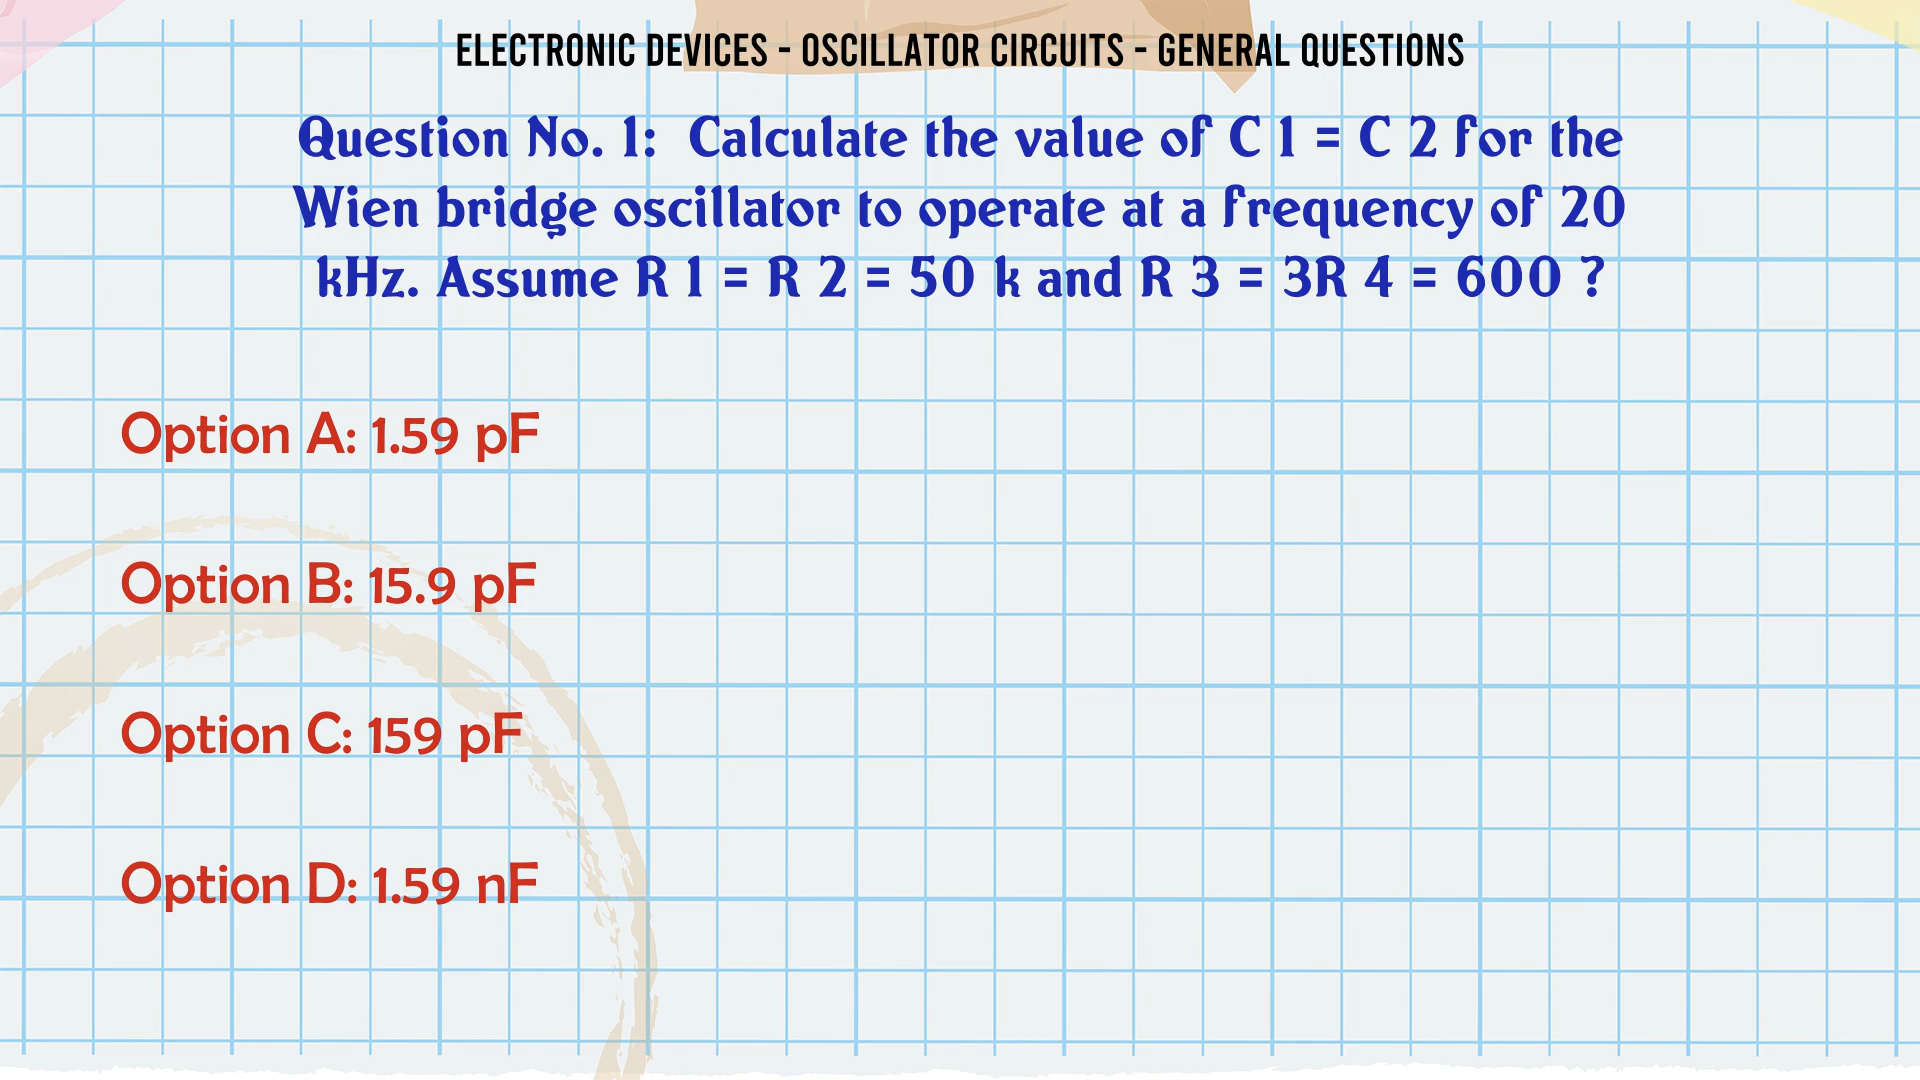 ELECTRONIC DEVICES - OSCILLATOR CIRCUITS - GENERAL QUESTIONS
Question No. 1: Calculate the value of C 1 = C 2 for the
Wien bridge oscillator to operate at a frequency of 20
kHz. Assume R 1 = R 2 = 50 k and R 3 = 3R 4 = 600 ?
Option A: 1.59 pF
Option B: 15.9 pF
Option C: 159 pF
Option D: 1.59 nF